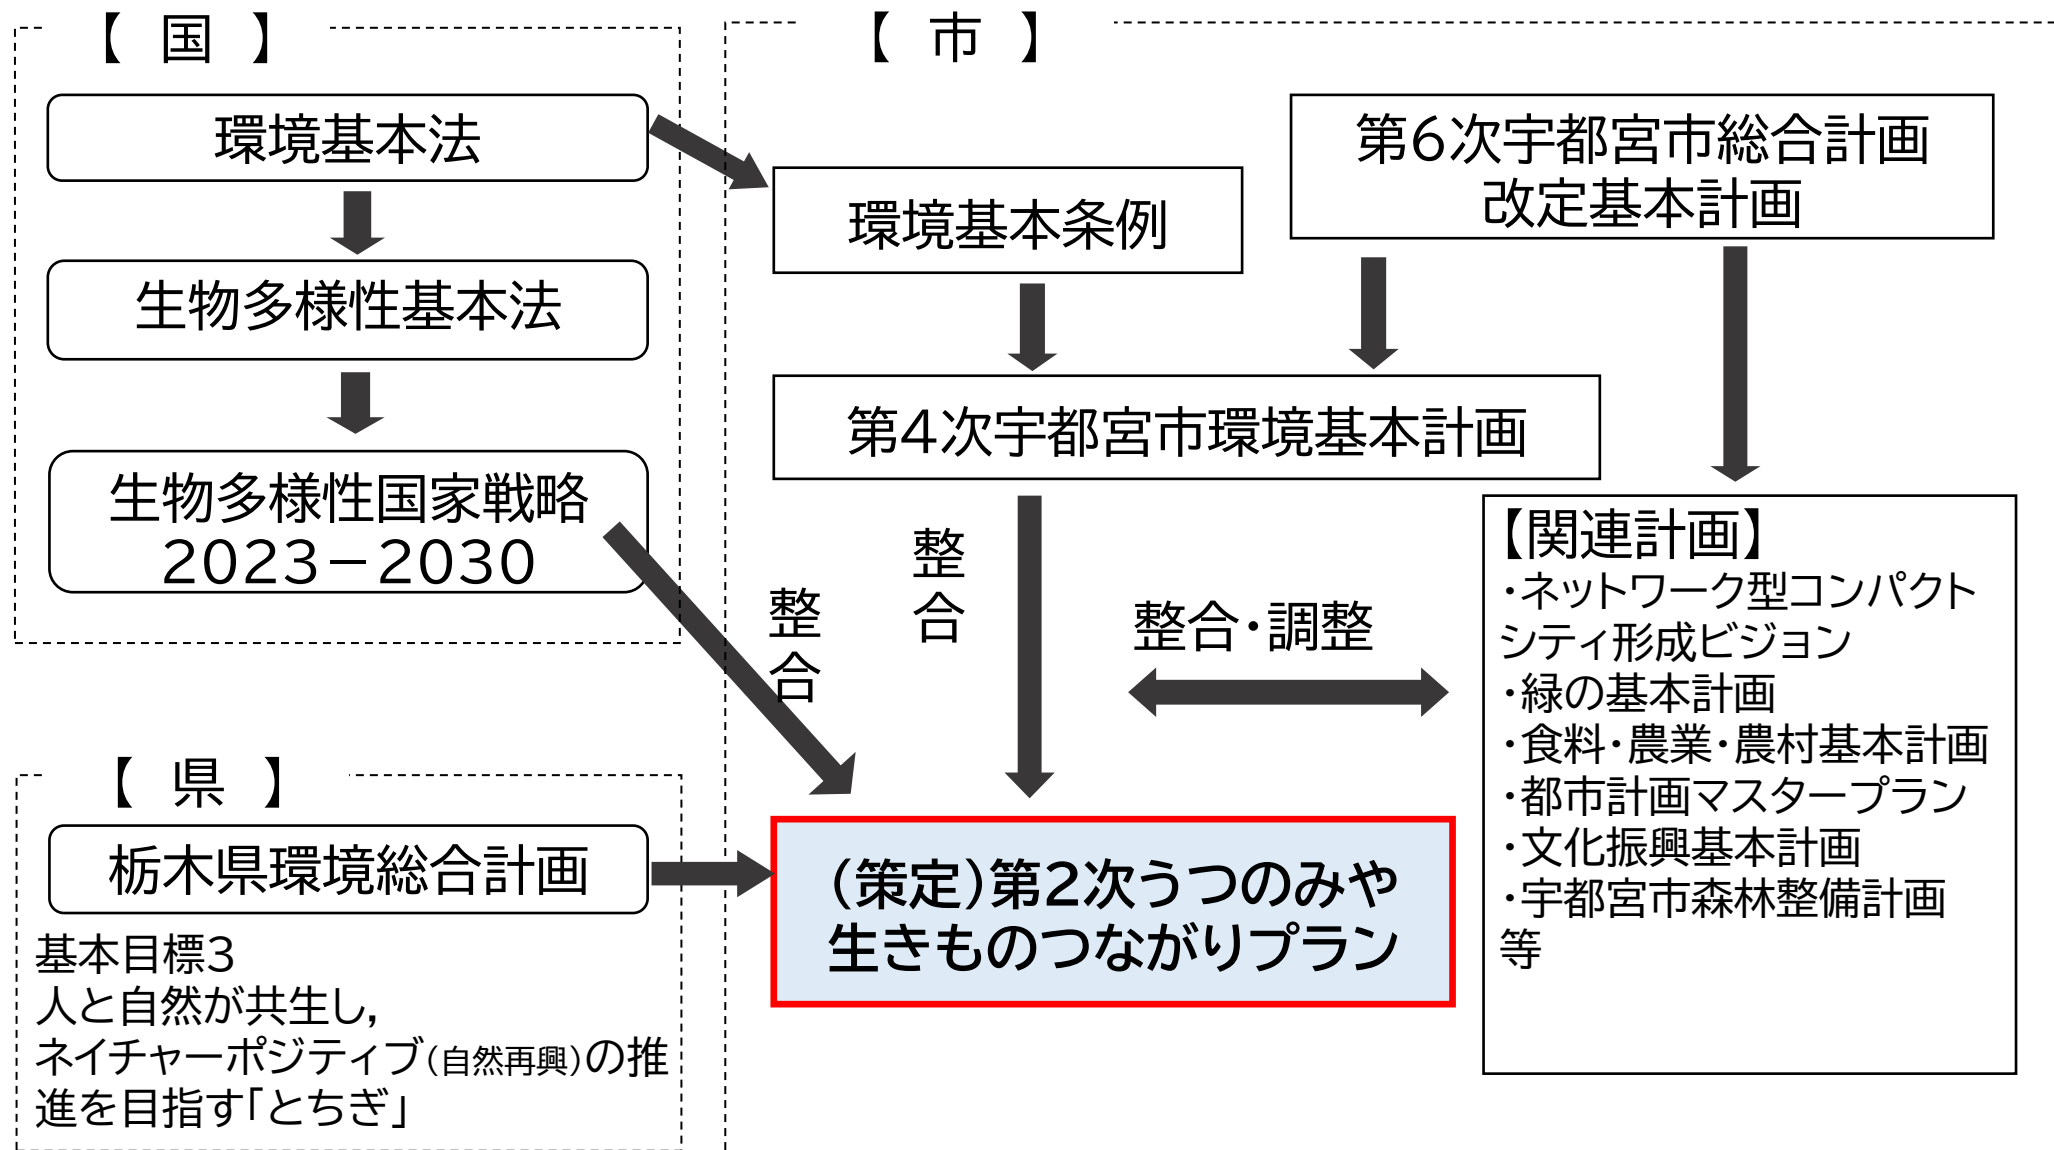 【　国　】
環境基本法
生物多様性基本法
生物多様性国家戦略
2023－2030
【　県　】
栃木県環境総合計画
基本目標3
人と自然が共生し，
ネイチャーポジティブ（自然再興）の推
進を目指す「とちぎ」
【　市　】
環境基本条例
第6次宇都宮市総合計画
改定基本計画
第4次宇都宮市環境基本計画
整合
整合
整合・調整
（策定）第2次うつのみや
生きものつながりプラン
【関連計画】
・ネットワーク型コンパクト
シティ形成ビジョン
・緑の基本計画
・食料・農業・農村基本計画
・都市計画マスタープラン
・文化振興基本計画
・宇都宮市森林整備計画
等